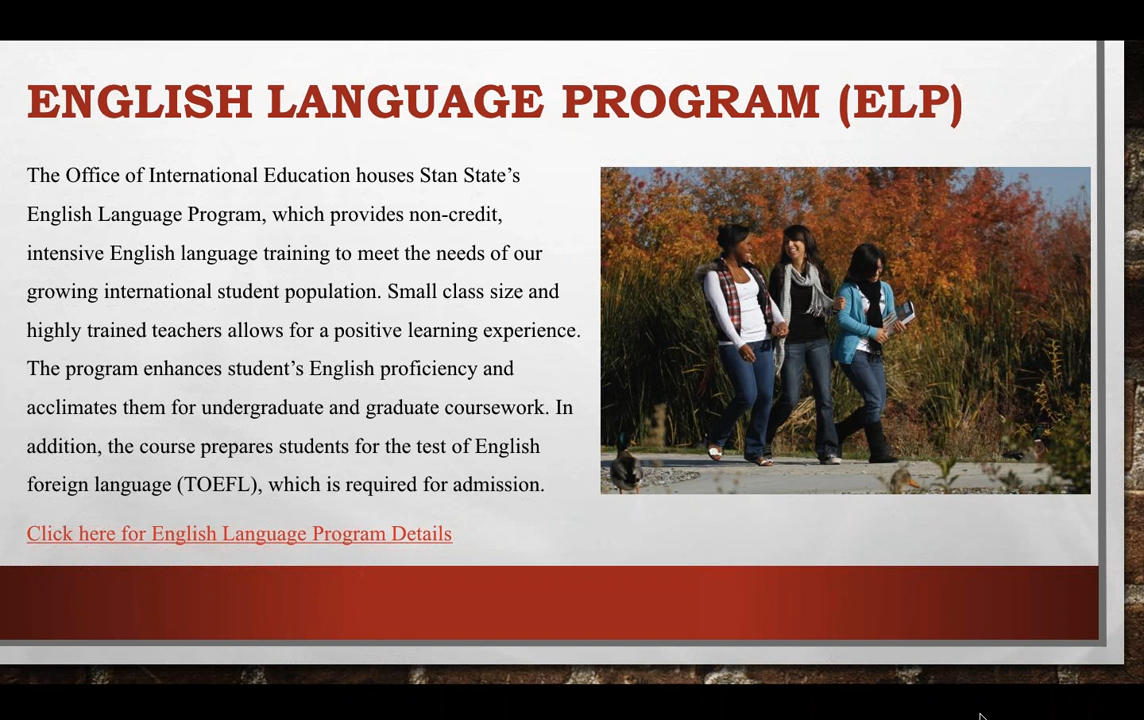 ENGLISH LANGUAGE PROGRAM (ELP)
The Office of International Education houses Stan State’s
English Language Program, which provides non-credit,
intensive English language training to meet the needs of our
growing international student population. Small class size and
highly trained teachers allows for a positive learning experience.
The program enhances student’s English proficiency and
acclimates them for undergraduate and graduate coursework. In
addition, the course prepares students for the test of English
foreign language (TOEFL), which is required for admission.
Click here for English Language Program Details